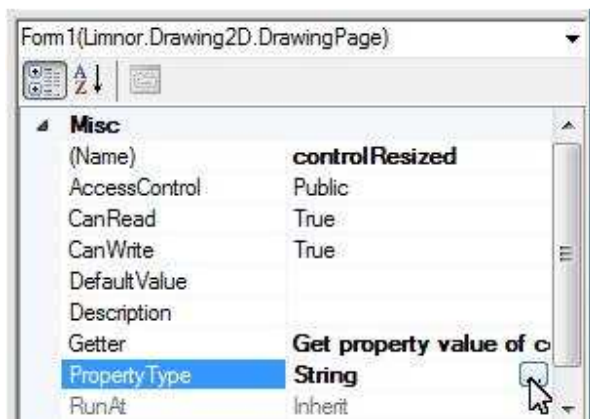 Form1(Limnor.Drawing2D.DrawingPage)
Misc
(Name) controlResized
AccessControl Public
CanRead True
CanWrite True
DefaultValue
Description
Getter Get property value of c
PropertyType String
RunAt Inherit